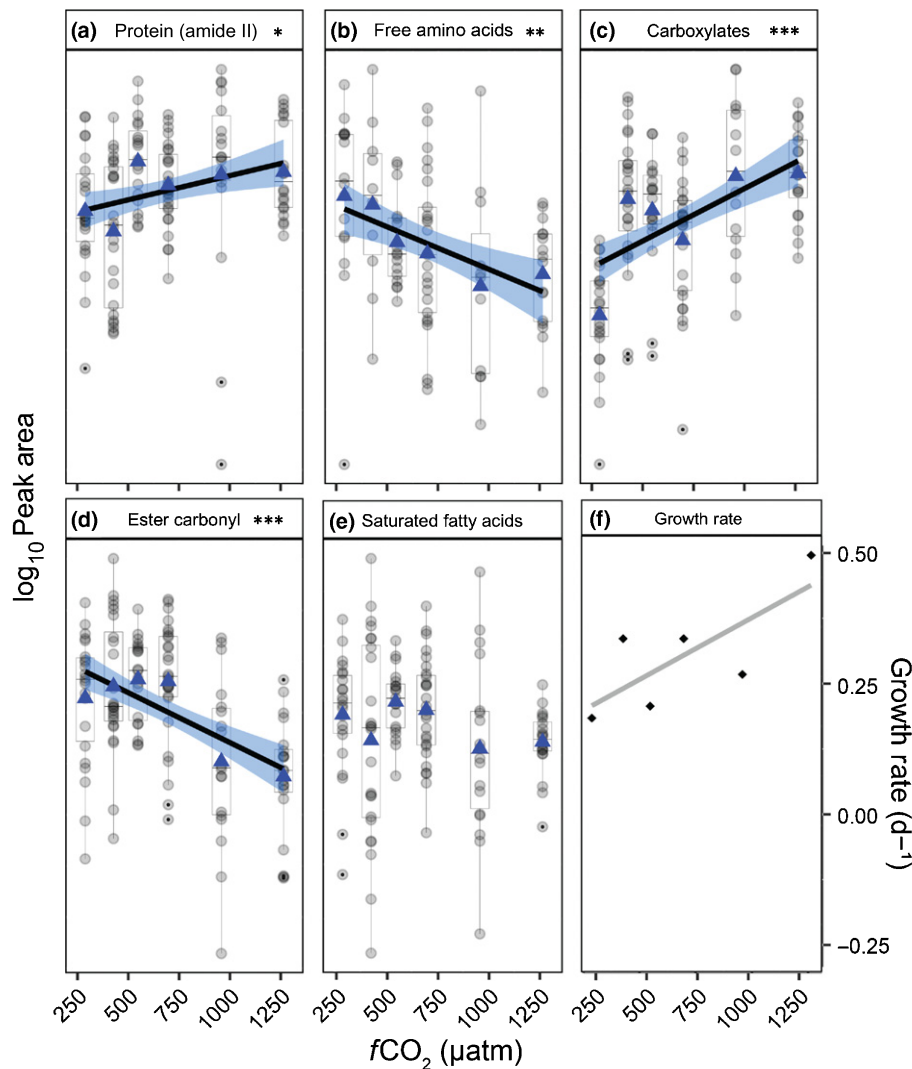 (a) Protein (amide II) *
(b) Free amino acids **
(c) Carboxylates ***
log10 Peak area
(d) Ester carbonyl ***
(e) Saturated fatty acids
(f) Growth rate
0.50
0.25
0.00
−0.25
Growth rate (d−1)
250 500 750 1000 1250
250 500 750 1000 1250
250 500 750 1000 1250
fCO2 (µatm)